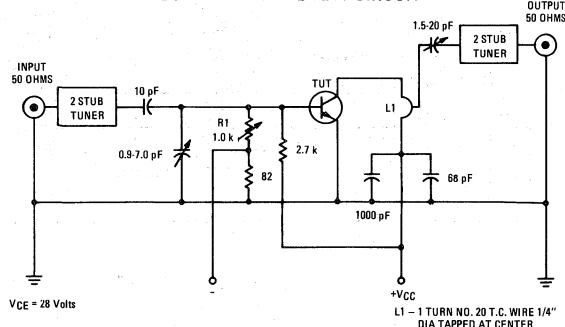 OUTPUT
50 OHMS
1.5-20 pF
2 STUB
TUNER
INPUT
50 OHMS
2 STUB
TUNER
10 pF
TUT
L1
R1
1.0 k
0.9-7.0 pF
2.7 k
82
1000 pF
68 pF
-
+VCC
VCE = 28 Volts
L1 – 1 TURN NO. 20 T.C. WIRE 1/4"
DIA TAPPED AT CENTER